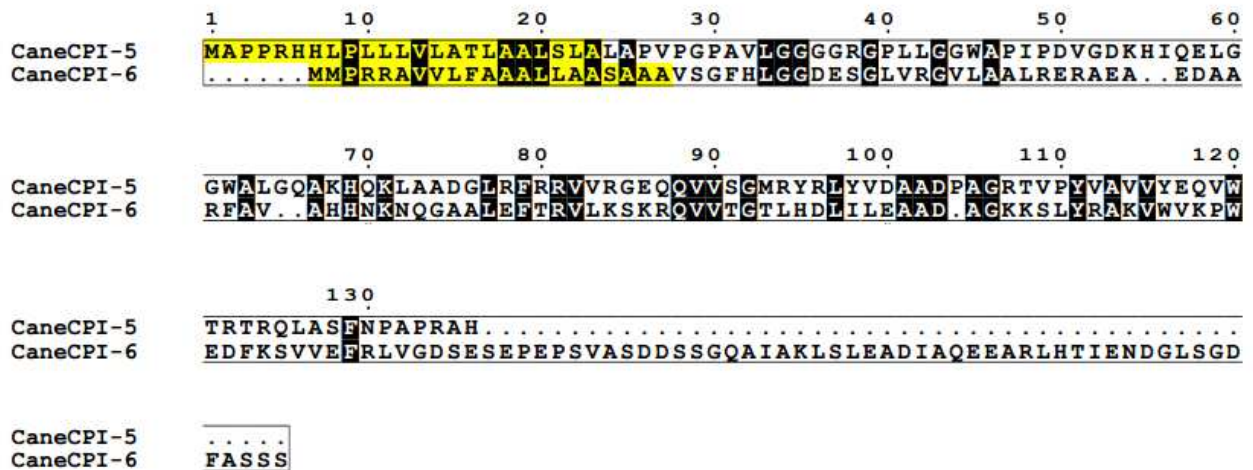 1 10 20 30 40 50 60
CaneCPI-5 MAPPRHHLPLLLVLATLAALSLALAPVPGPAVLGGGGRGPLLGGWAPIPDVGDKHIQELG
CaneCPI-6 ......MMPRRAVVLFAAALLAASAAAVSGFHLGGDESGLVRGVLAALRERAEA..EDAA
70 80 90 100 110 120
CaneCPI-5 GWALGQAKHQKLAADGLRFRRVVRGEQQVVSGMRYRLYVDAADPAGRTVPYVAVVYEQVW
CaneCPI-6 RFAV..AHHNKNQGAALEFTRVLKSKRQVVTGTLHDLILEAAD.AGKKSLYRAKVWVKPW
130
CaneCPI-5 TRTRQLASFNPAPRAH............................................
CaneCPI-6 EDFKSVVEFRLVGDSESEPEPSVASDDSSGQAIAKLSLEADIAQEEARLHTIENDGLSGD
CaneCPI-5 .....
CaneCPI-6 FASSS